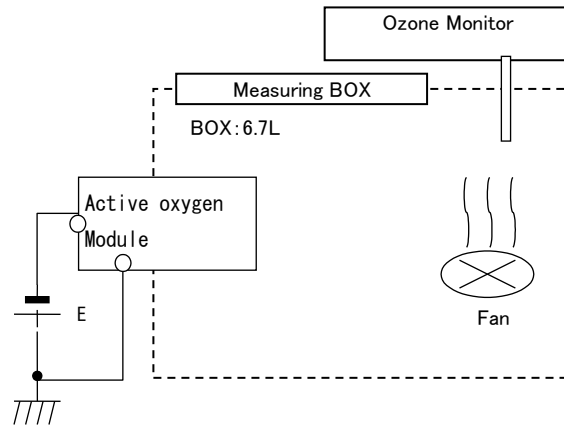 Ozone Monitor
Measuring BOX
BOX:6.7L
Active oxygen
Module
E
Fan